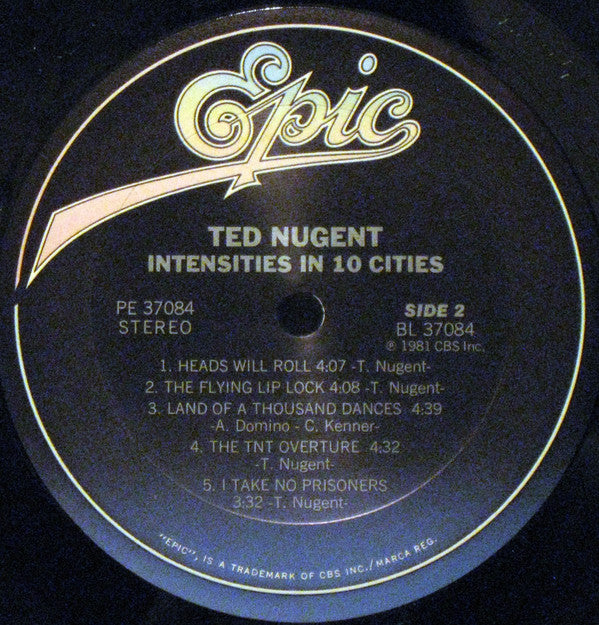 Epic
TED NUGENT
INTENSITIES IN 10 CITIES
PE 37084
STEREO
SIDE 2
BL 37084
℗ 1981 CBS Inc.
1. HEADS WILL ROLL 4:07 -T. Nugent-
2. THE FLYING LIP LOCK 4:08 -T. Nugent-
3. LAND OF A THOUSAND DANCES 4:39
-A. Domino - C. Kenner-
4. THE TNT OVERTURE 4:32
-T. Nugent-
5. I TAKE NO PRISONERS
3:32 -T. Nugent-
"EPIC", IS A TRADEMARK OF CBS INC./MARCA REG.